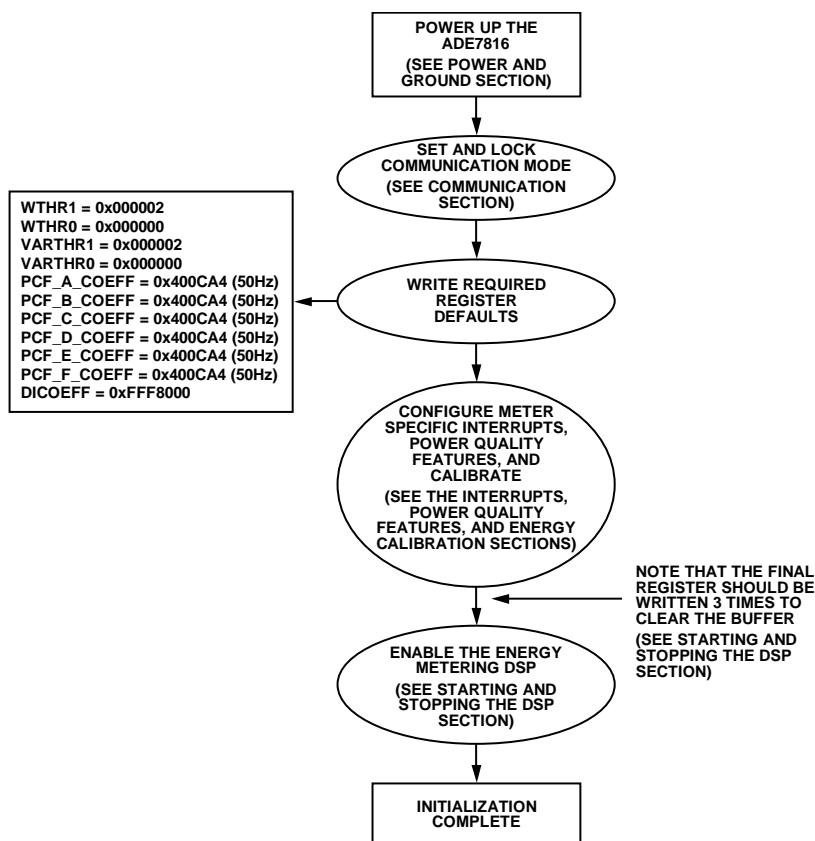 POWER UP THE
ADE7816
(SEE POWER AND
GROUND SECTION)
SET AND LOCK
COMMUNICATION MODE
(SEE COMMUNICATION
SECTION)
WTHR1 = 0x000002
WTHR0 = 0x000000
VARTHR1 = 0x000002
VARTHR0 = 0x000000
PCF_A_COEFF = 0x400CA4 (50Hz)
PCF_B_COEFF = 0x400CA4 (50Hz)
PCF_C_COEFF = 0x400CA4 (50Hz)
PCF_D_COEFF = 0x400CA4 (50Hz)
PCF_E_COEFF = 0x400CA4 (50Hz)
PCF_F_COEFF = 0x400CA4 (50Hz)
DICOEFF = 0xFFF8000
WRITE REQUIRED
REGISTER
DEFAULTS
CONFIGURE METER
SPECIFIC INTERRUPTS,
POWER QUALITY
FEATURES, AND
CALIBRATE
(SEE THE INTERRUPTS,
POWER QUALITY
FEATURES, AND ENERGY
CALIBRATION SECTIONS)
NOTE THAT THE FINAL
REGISTER SHOULD BE
WRITTEN 3 TIMES TO
CLEAR THE BUFFER
(SEE STARTING AND
STOPPING THE DSP
SECTION)
ENABLE THE ENERGY
METERING DSP
(SEE STARTING AND
STOPPING THE DSP
SECTION)
INITIALIZATION
COMPLETE